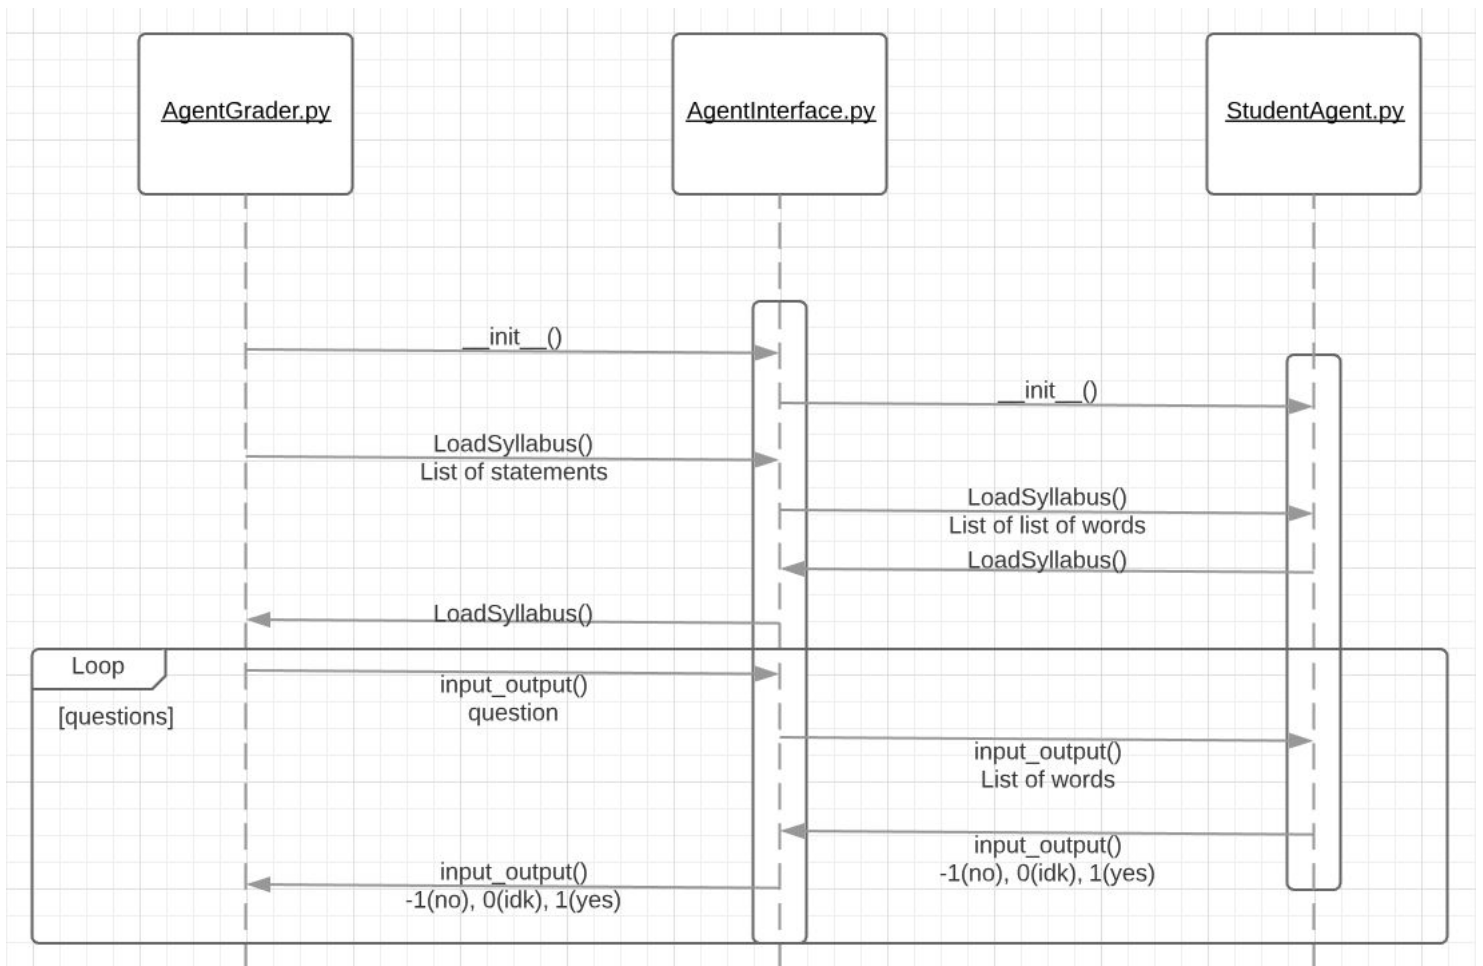 AgentGrader.py
AgentInterface.py
StudentAgent.py
__init__()
__init__()
LoadSyllabus()
List of statements
LoadSyllabus()
List of list of words
LoadSyllabus()
LoadSyllabus()
Loop
[questions]
input_output()
question
input_output()
List of words
input_output()
-1(no), 0(idk), 1(yes)
input_output()
-1(no), 0(idk), 1(yes)